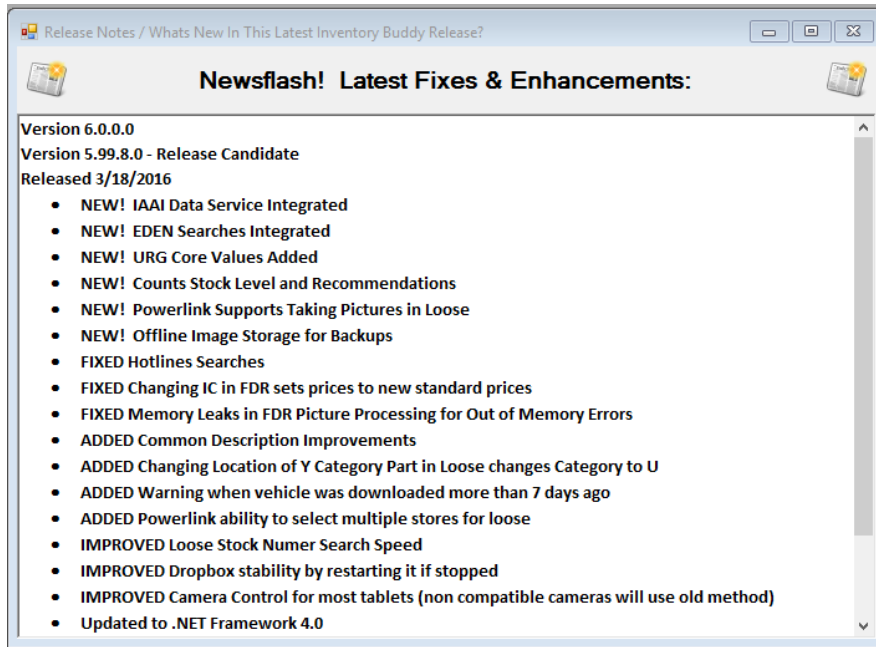 Release Notes / Whats New In This Latest Inventory Buddy Release?
Newsflash!  Latest Fixes & Enhancements:
Version 6.0.0.0
Version 5.99.8.0 - Release Candidate
Released 3/18/2016
• NEW!  IAAI Data Service Integrated
• NEW!  EDEN Searches Integrated
• NEW!  URG Core Values Added
• NEW!  Counts Stock Level and Recommendations
• NEW!  Powerlink Supports Taking Pictures in Loose
• NEW!  Offline Image Storage for Backups
• FIXED Hotlines Searches
• FIXED Changing IC in FDR sets prices to new standard prices
• FIXED Memory Leaks in FDR Picture Processing for Out of Memory Errors
• ADDED Common Description Improvements
• ADDED Changing Location of Y Category Part in Loose changes Category to U
• ADDED Warning when vehicle was downloaded more than 7 days ago
• ADDED Powerlink ability to select multiple stores for loose
• IMPROVED Loose Stock Numer Search Speed
• IMPROVED Dropbox stability by restarting it if stopped
• IMPROVED Camera Control for most tablets (non compatible cameras will use old method)
• Updated to .NET Framework 4.0